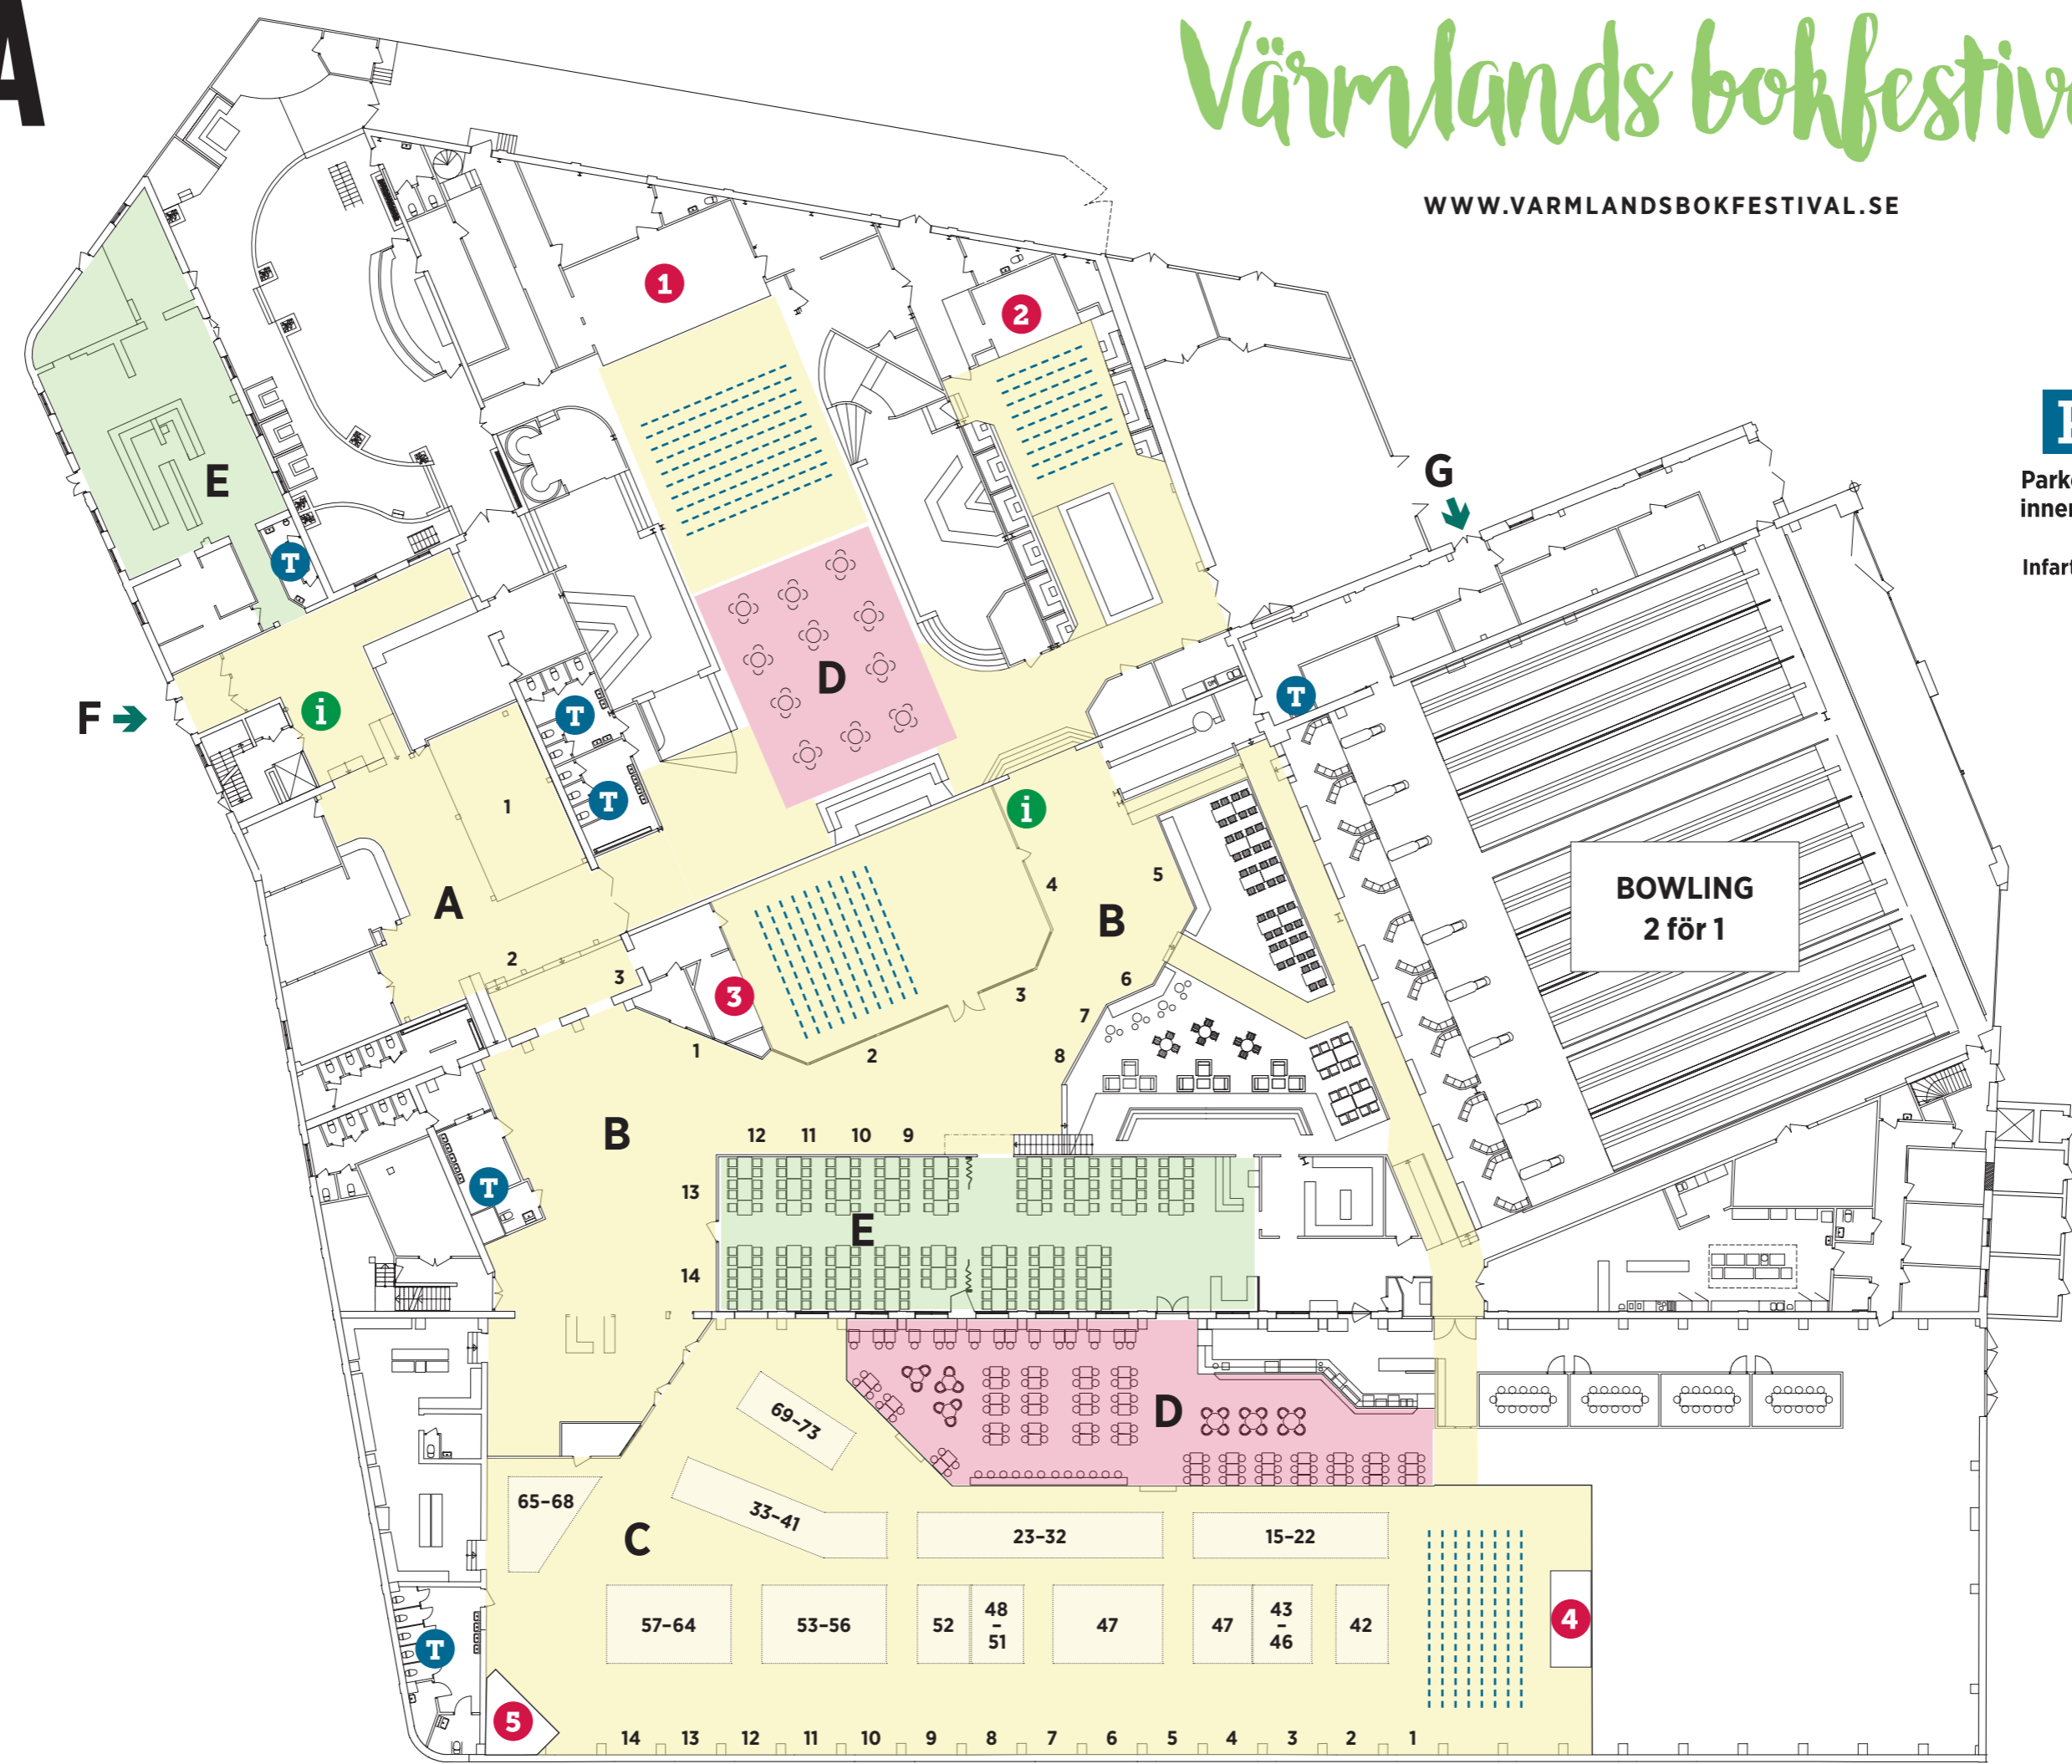 A
Värmlands bokfestiv
WWW.VARMLANDSBOKFESTIVAL.SE
1
2
E
T
G
Park
inner
Infart
F
i
T
T
D
T
1
i
A
4
5
B
BOWLING
2 för 1
2
3
3
3
6
7
1
2
8
B
12 11 10 9
T
13
E
14
69–73
D
65–68
33–41
23–32
15–22
C
57–64
53–56
52
48
–
51
47
47
43
–
46
42
4
T
5
14 13 12 11 10 9 8 7 6 5 4 3 2 1